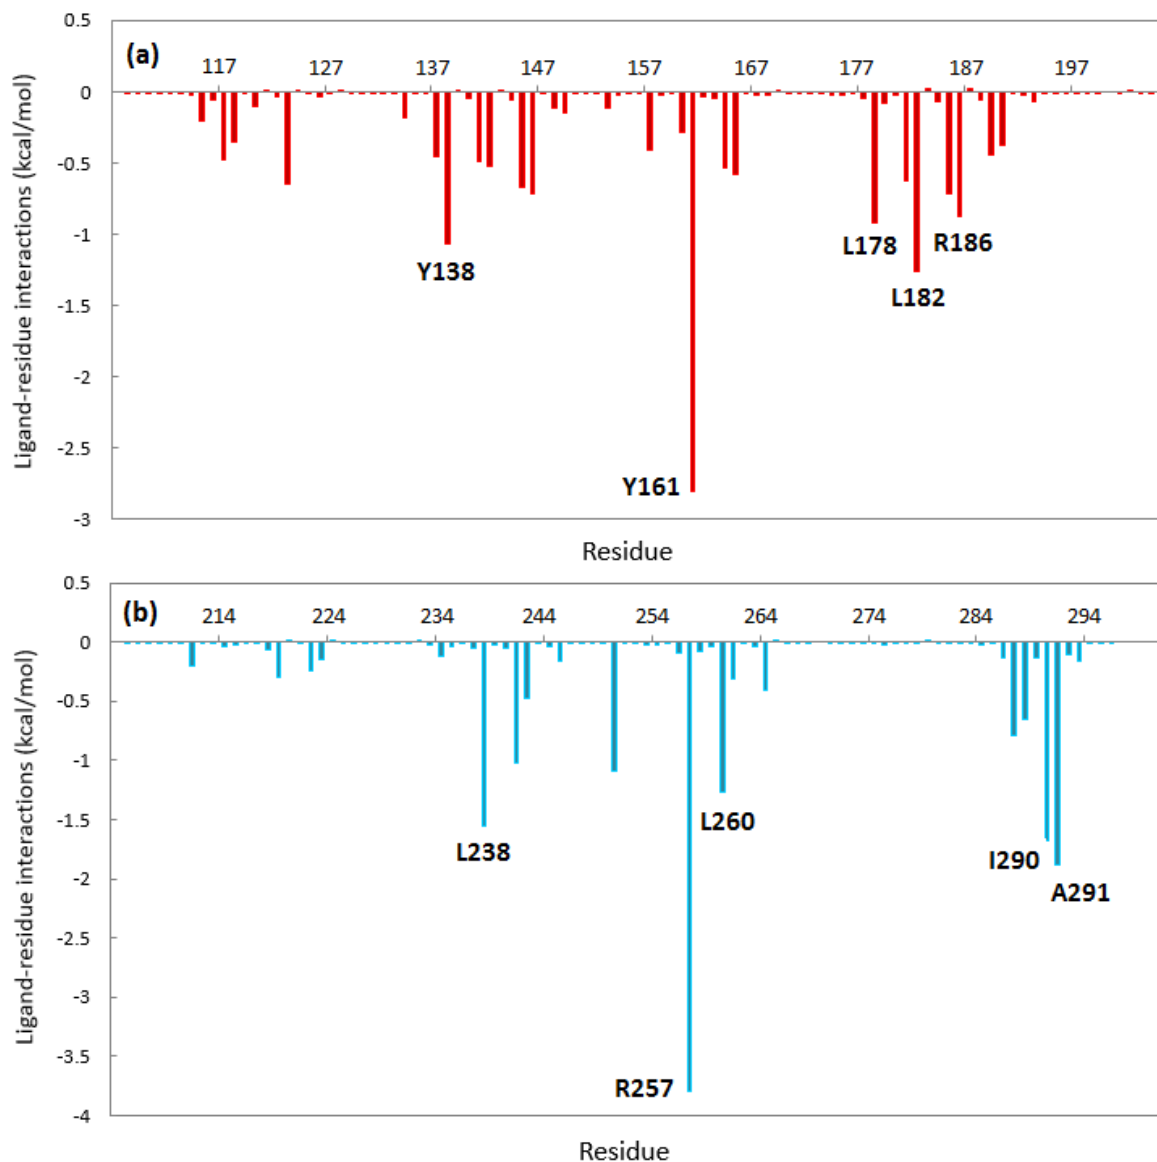 0.5
(a)
117 127 137 147 157 167 177 187 197
0
-0.5
-1
-1.5
-2
-2.5
-3
Ligand-residue interactions (kcal/mol)
Y138
Y161
L178
R186
L182
Residue
0.5
(b)
214 224 234 244 254 264 274 284 294
0
-0.5
-1
-1.5
-2
-2.5
-3
-3.5
-4
Ligand-residue interactions (kcal/mol)
L238
L260
I290
A291
R257
Residue